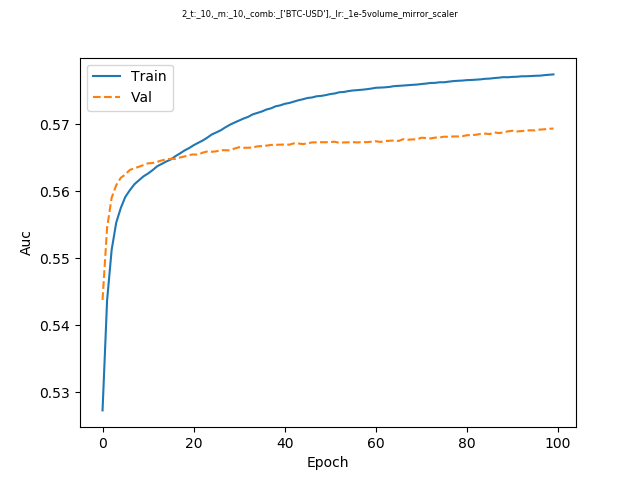 2_t:_10,_m:_10,_comb:_['BTC-USD'],_lr:_1e-5volume_mirror_scaler
Train
Val
0.57
0.56
0.55
0.54
0.53
Auc
0 20 40 60 80 100
Epoch